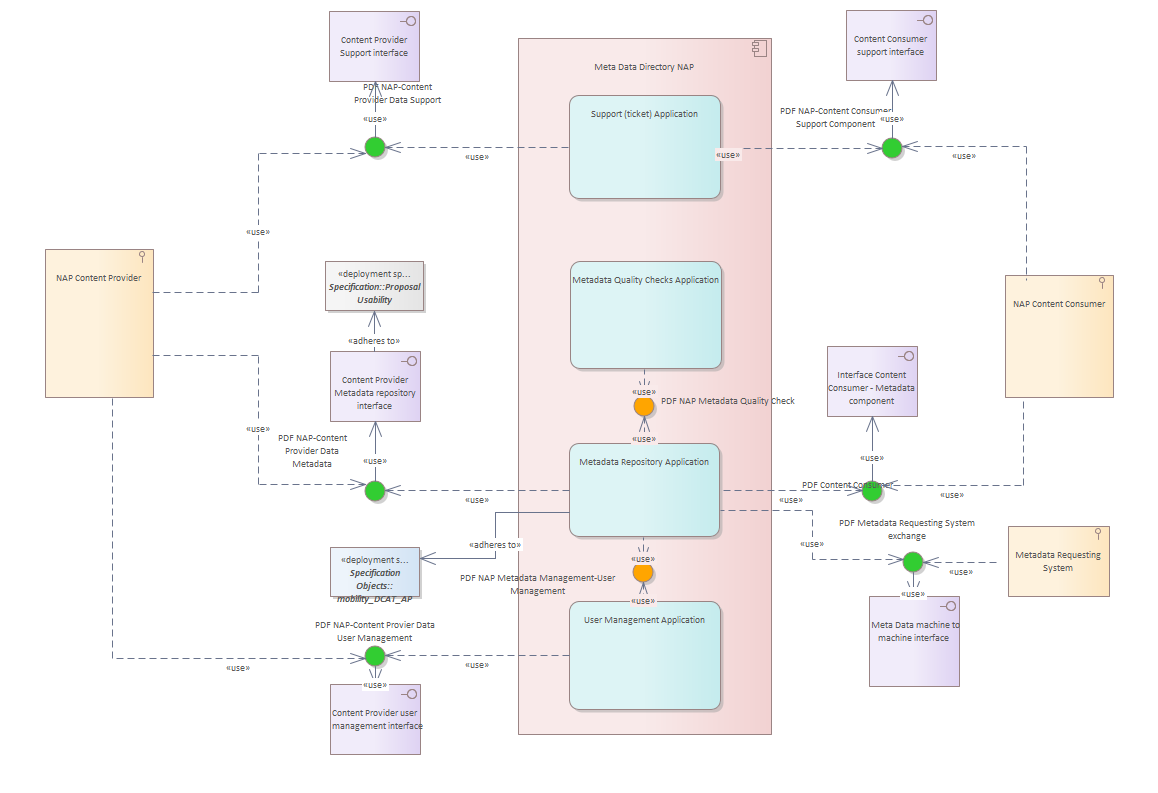 Content Provider
Support interface
PDF NAP-Content
Provider Data Support
«use»
«use»
«use»
NAP Content Provider
«deployment sp...
Specification::Proposal
Usability
«adheres to»
Content Provider
Metadata repository
interface
«use»
PDF NAP-Content
Provider Data
Metadata
«use»
«use»
«adheres to»
«deployment s...
Specification
Objects::
mobility_DCAT_AP
PDF NAP-Content Provier Data
User Management
«use»
«use»
«use»
Content Provider user
management interface
Meta Data Directory NAP
Support (ticket) Application
«use»
Metadata Quality Checks Application
«use»
PDF NAP Metadata Quality Check
«use»
Metadata Repository Application
«use»
PDF NAP Metadata Management-User
Management
«use»
User Management Application
Content Consumer
support interface
PDF NAP-Content Consumer
Support Component
«use»
«use»
NAP Content Consumer
Interface Content
Consumer - Metadata
component
«use»
PDF Content Consumer
«use»
«use»
«use»
PDF Metadata Requesting System
exchange
«use»
Metadata Requesting
System
«use»
Meta Data machine to
machine interface